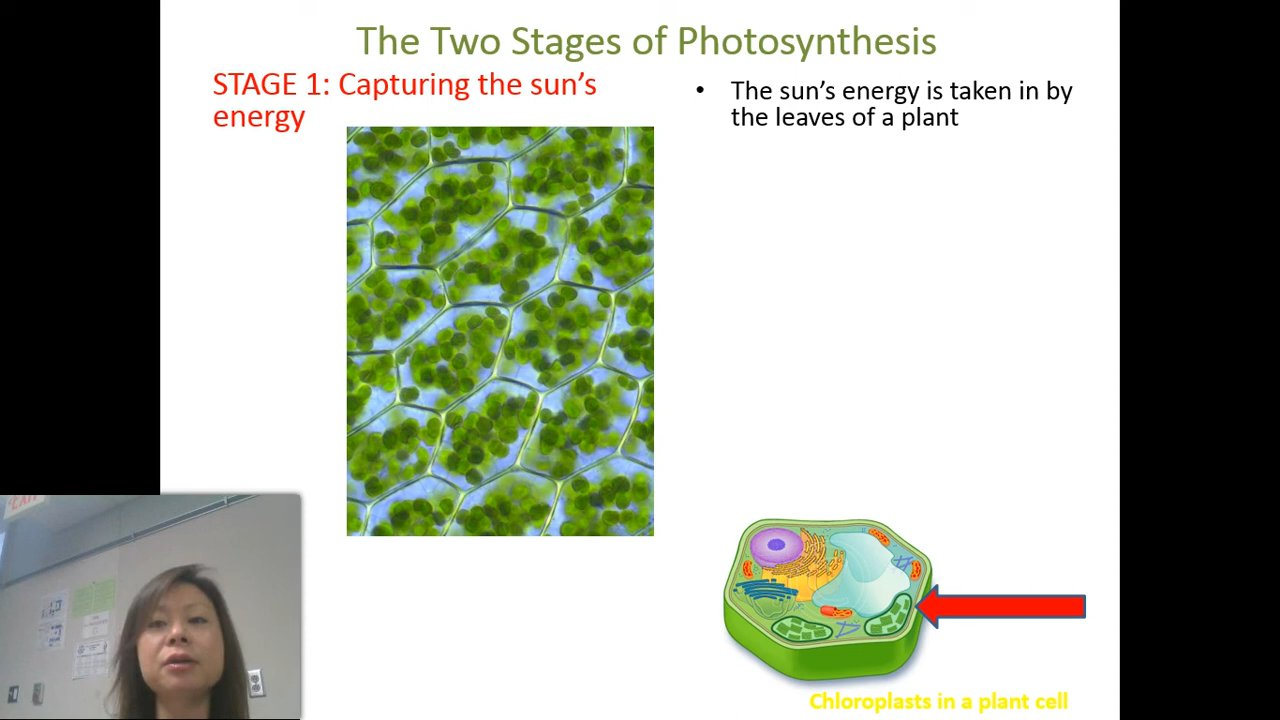 The Two Stages of Photosynthesis
STAGE 1: Capturing the sun’s
energy
• The sun’s energy is taken in by
the leaves of a plant
Chloroplasts in a plant cell